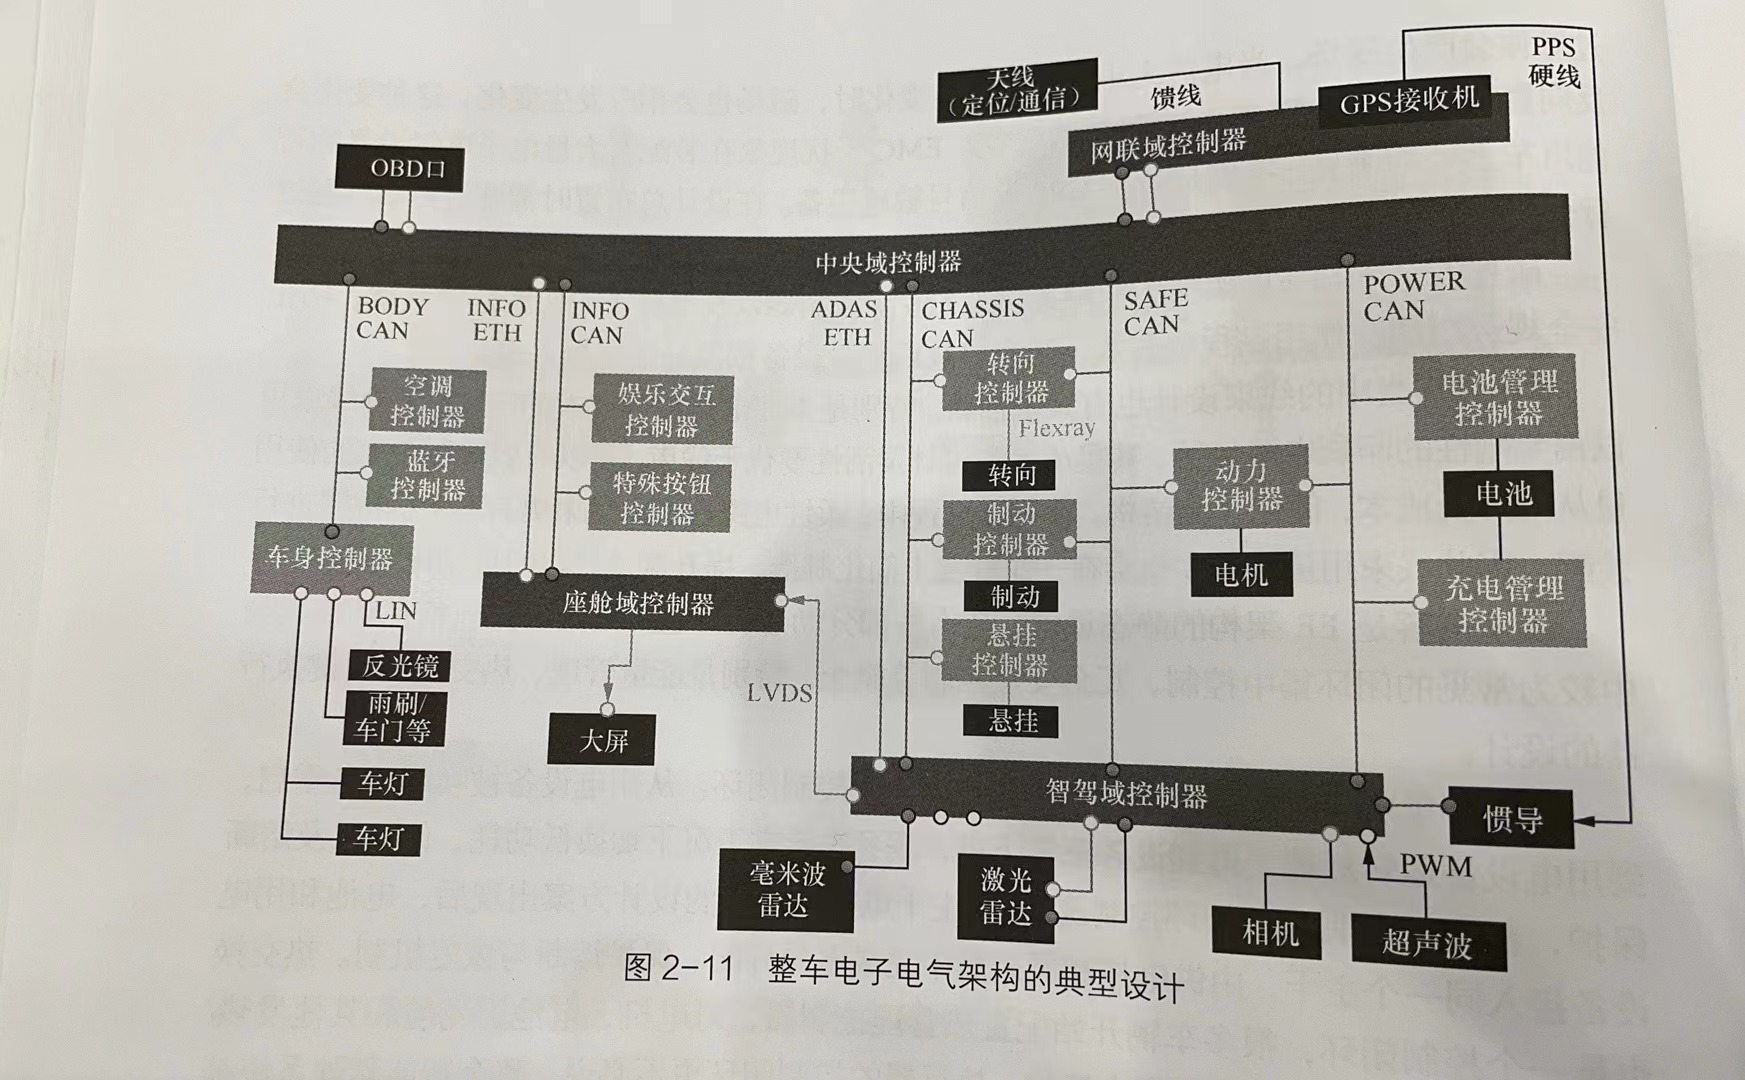 PPS
硬线
天线
（定位/通信）
馈线
GPS接收机
网联域控制器
OBD口
中央域控制器
BODY
CAN
INFO
ETH
INFO
CAN
ADAS
ETH
CHASSIS
CAN
SAFE
CAN
POWER
CAN
空调
控制器
蓝牙
控制器
车身控制器
LIN
反光镜
雨刷/
车门等
车灯
车灯
娱乐交互
控制器
特殊按钮
控制器
座舱域控制器
大屏
LVDS
转向
控制器
Flexray
转向
制动
控制器
制动
悬挂
控制器
悬挂
动力
控制器
电机
电池管理
控制器
电池
充电管理
控制器
智驾域控制器
惯导
毫米波
雷达
激光
雷达
相机
PWM
超声波
图 2-11 整车电子电气架构的典型设计